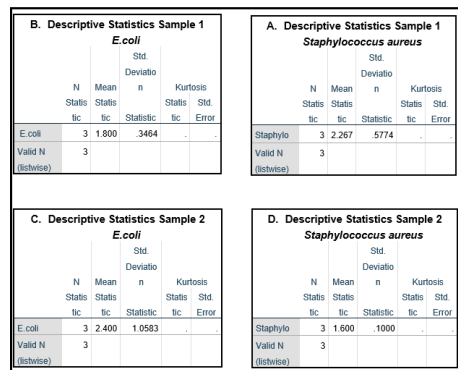 B. Descriptive Statistics Sample 1
E.coli
Std.
Deviatio
N Mean n Kurtosis
Statis Statis Statis Std.
tic tic Statistic tic Error
E.coli 3 1.800 .3464 . .
Valid N 3
(listwise)
A. Descriptive Statistics Sample 1
Staphylococcus aureus
Std.
Deviatio
N Mean n Kurtosis
Statis Statis Statis Std.
tic tic Statistic tic Error
Staphylo 3 2.267 .5774 . .
Valid N 3
(listwise)
C. Descriptive Statistics Sample 2
E.coli
Std.
Deviatio
N Mean n Kurtosis
Statis Statis Statis Std.
tic tic Statistic tic Error
E.coli 3 2.400 1.0583 . .
Valid N 3
(listwise)
D. Descriptive Statistics Sample 2
Staphylococcus aureus
Std.
Deviatio
N Mean n Kurtosis
Statis Statis Statis Std.
tic tic Statistic tic Error
Staphylo 3 1.600 .1000 . .
Valid N 3
(listwise)